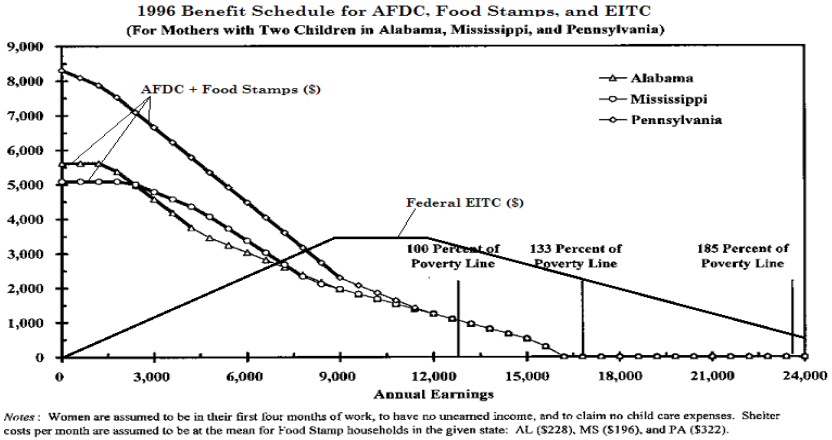 1996 Benefit Schedule for AFDC, Food Stamps, and EITC
(For Mothers with Two Children in Alabama, Mississippi, and Pennsylvania)
9,000
8,000
7,000
6,000
5,000
4,000
3,000
2,000
1,000
0
AFDC + Food Stamps ($)
Alabama
Mississippi
Pennsylvania
Federal EITC ($)
100 Percent of
Poverty Line
133 Percent of
Poverty Line
185 Percent of
Poverty Line
0 3,000 6,000 9,000 12,000 15,000 18,000 21,000 24,000
Annual Earnings
Notes: Women are assumed to be in their first four months of work, to have no unearned income, and to claim no child care expenses. Shelter
costs per month are assumed to be at the mean for Food Stamp households in the given state: AL ($228), MS ($196), and PA ($322).